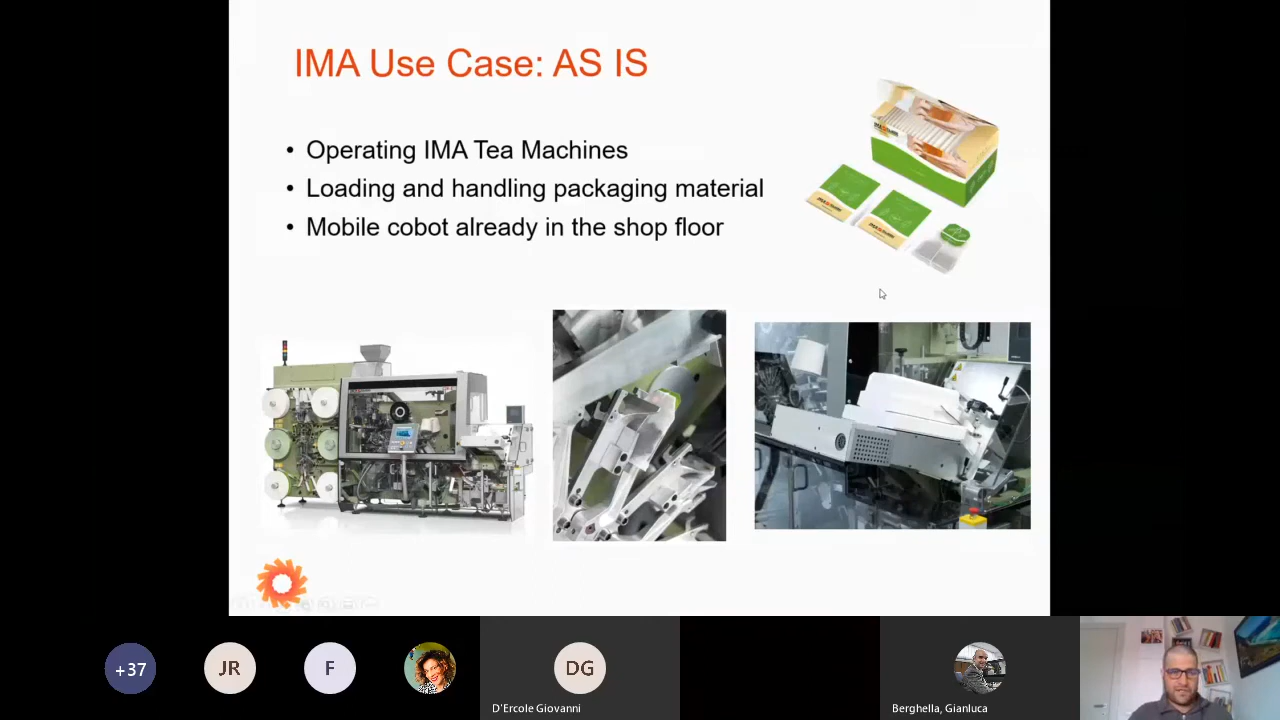 IMA Use Case: AS IS
• Operating IMA Tea Machines
• Loading and handling packaging material
• Mobile cobot already in the shop floor
+37
JR
F
DG
D'Ercole Giovanni
Berghella, Gianluca